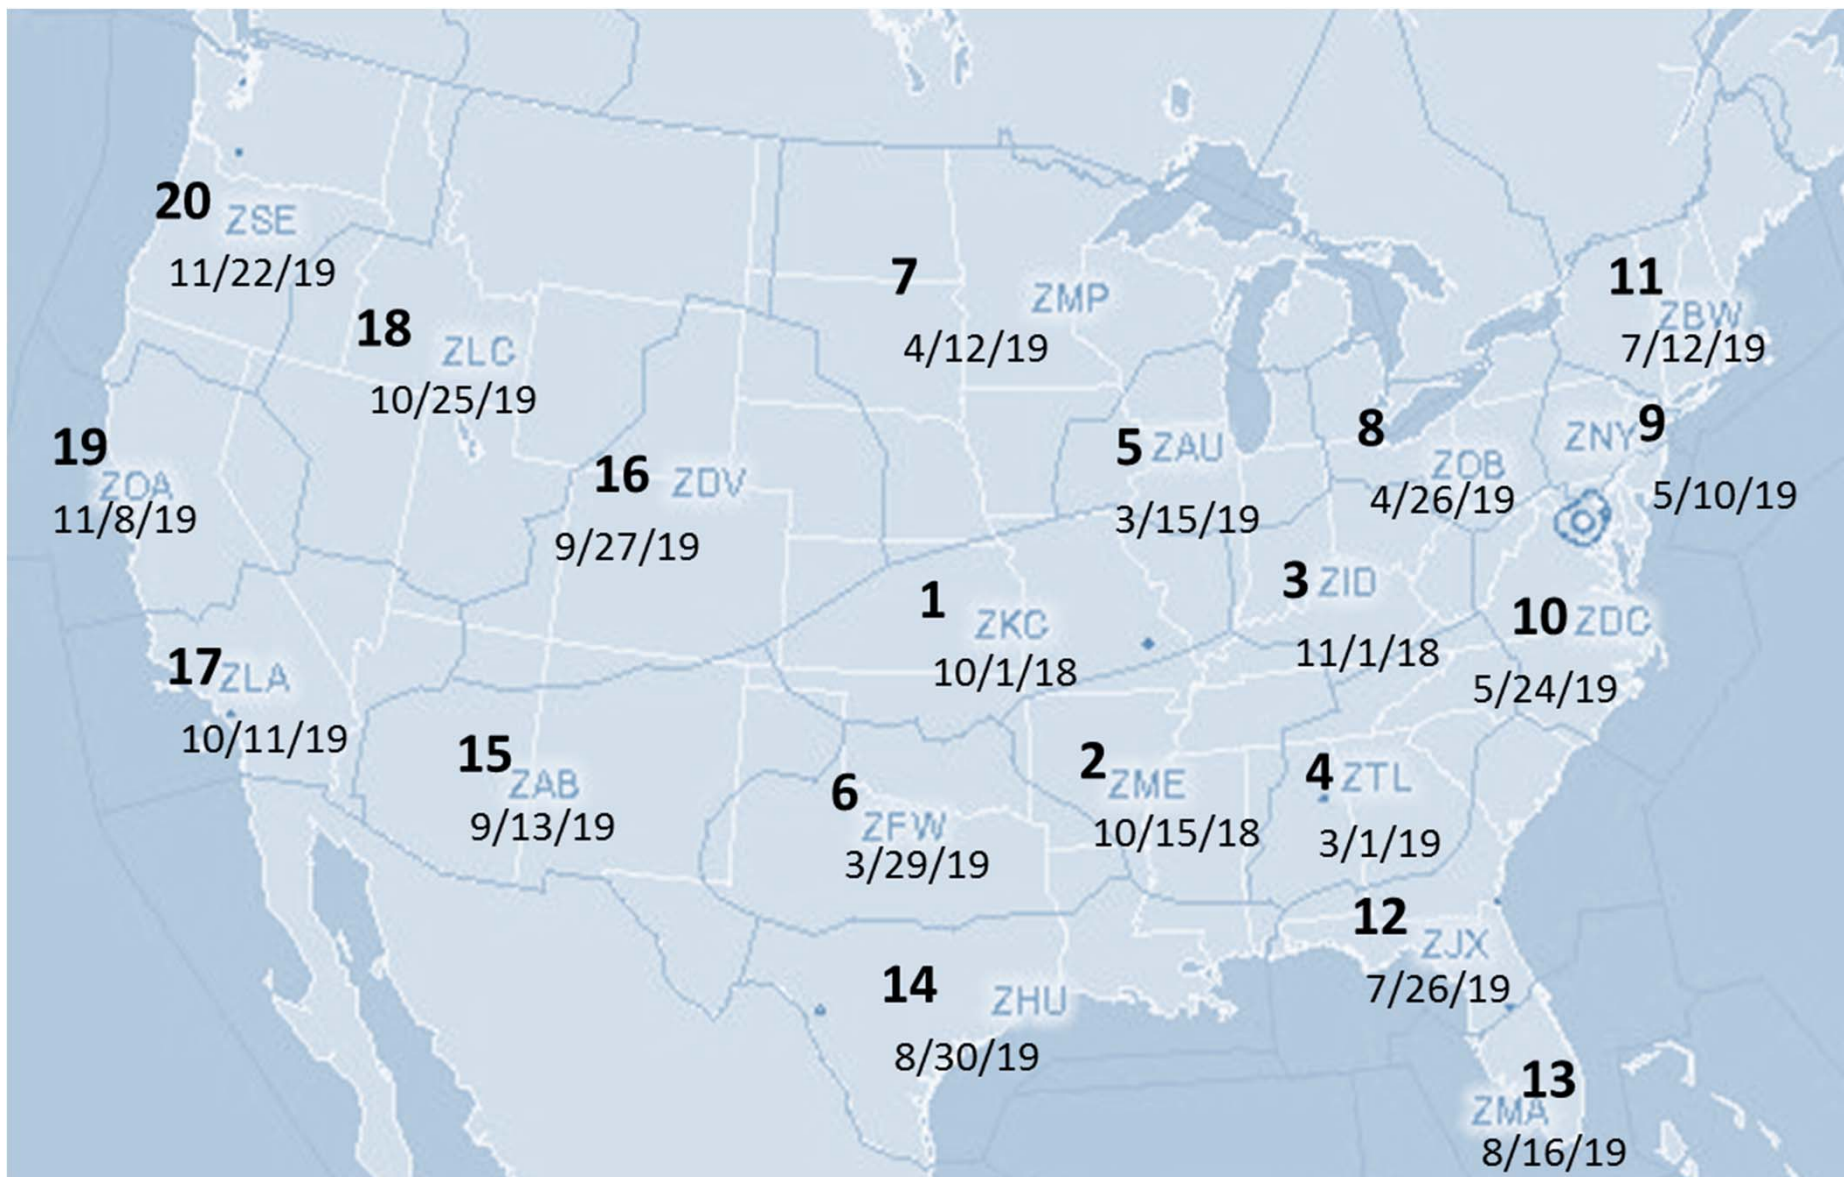 20 ZSE
11/22/19
18 ZLC
10/25/19
7 ZMP
4/12/19
11 ZBW
7/12/19
19 ZOA
11/8/19
16 ZDV
9/27/19
5 ZAU
3/15/19
8 ZOB
4/26/19
ZNY 9
5/10/19
1 ZKC
10/1/18
3 ZID
11/1/18
10 ZDC
5/24/19
17 ZLA
10/11/19
15 ZAB
9/13/19
6 ZFW
3/29/19
2 ZME
10/15/18
4 ZTL
3/1/19
12 ZJX
7/26/19
14 ZHU
8/30/19
13 ZMA
8/16/19